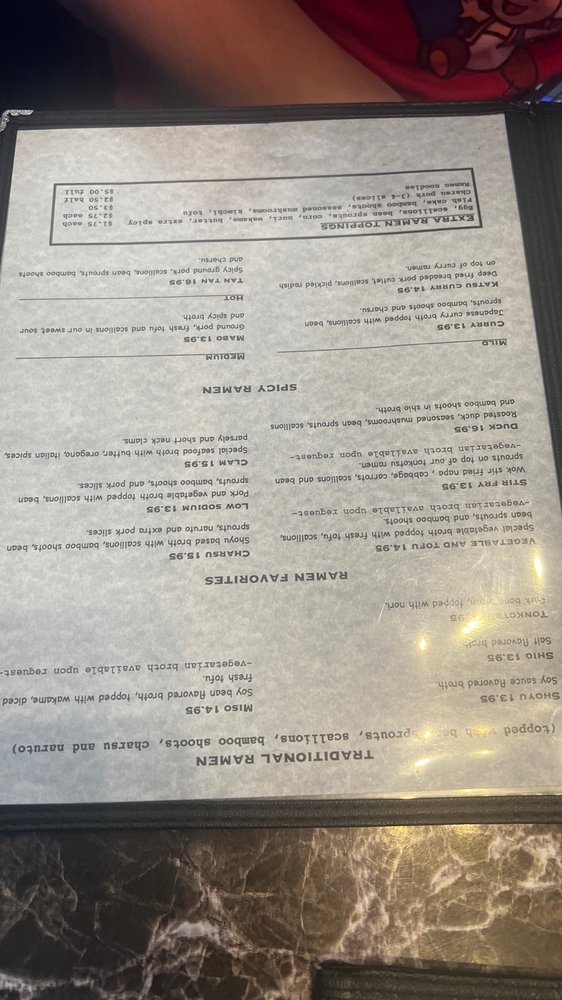 TRADITIONAL RAMEN
(topped with bean sprouts, scallions, bamboo shoots, charsu and naruto)
SHOYU 13.95
Soy sauce flavored broth.
SHIO 13.95
Salt flavored broth.
TONKOTSU
Pork bone topped with nori.
MISO 14.95
Soy bean flavored broth, topped with wakame, diced
fresh tofu.
-vegetarian broth available upon request-
RAMEN FAVORITES
VEGETABLE AND TOFU 14.95
Special vegetable broth topped with fresh tofu, scallions,
bean sprouts, and bamboo shoots.
-vegetarian broth available upon request-
STIR FRY 13.95
Wok stir fried napa , cabbage, carrots, scallions and bean
sprouts on top of our tonkotsu ramen.
-vegetarian broth available upon request-
DUCK 16.95
Roasted duck, seasoned mushrooms, bean sprouts, scallions
and bamboo shoots in shio broth.
CHARSU 15.95
Shoyu based broth with scallions, bamboo shoots, bean
sprouts, naruto and extra pork slices.
LOW SODIUM 13.95
Pork and vegetable broth topped with scallions, bean
sprouts, bamboo shoots, and pork slices.
CLAM 15.95
Special seafood broth with butter, oregano, italian spices,
parsely and short neck clams.
SPICY RAMEN
MILD
CURRY 13.95
Japanese curry broth topped with scallions, bean
sprouts, bamboo shoots and charsu.
KATSU CURRY 14.95
Deep fried breaded pork cutlet, scallions, pickled radish
on top of curry ramen.
MEDIUM
MABO 13.95
Ground pork, fresh tofu and scallions in our sweet, sour
and spicy broth.
HOT
TAN TAN 16.95
Spicy ground pork, scallions, bean sprouts, bamboo shoots
and charsu.
EXTRA RAMEN TOPPINGS
Egg, scallions, bean sprouts, corn, nori, wakame, butter, extra spicy $1.75 each
Fish cake, bamboo shoots, seasoned mushrooms, kimchi, tofu $2.75 each
Charsu pork (3-4 slices) $3.50
Ramen noodles $2.50 half
$5.00 full